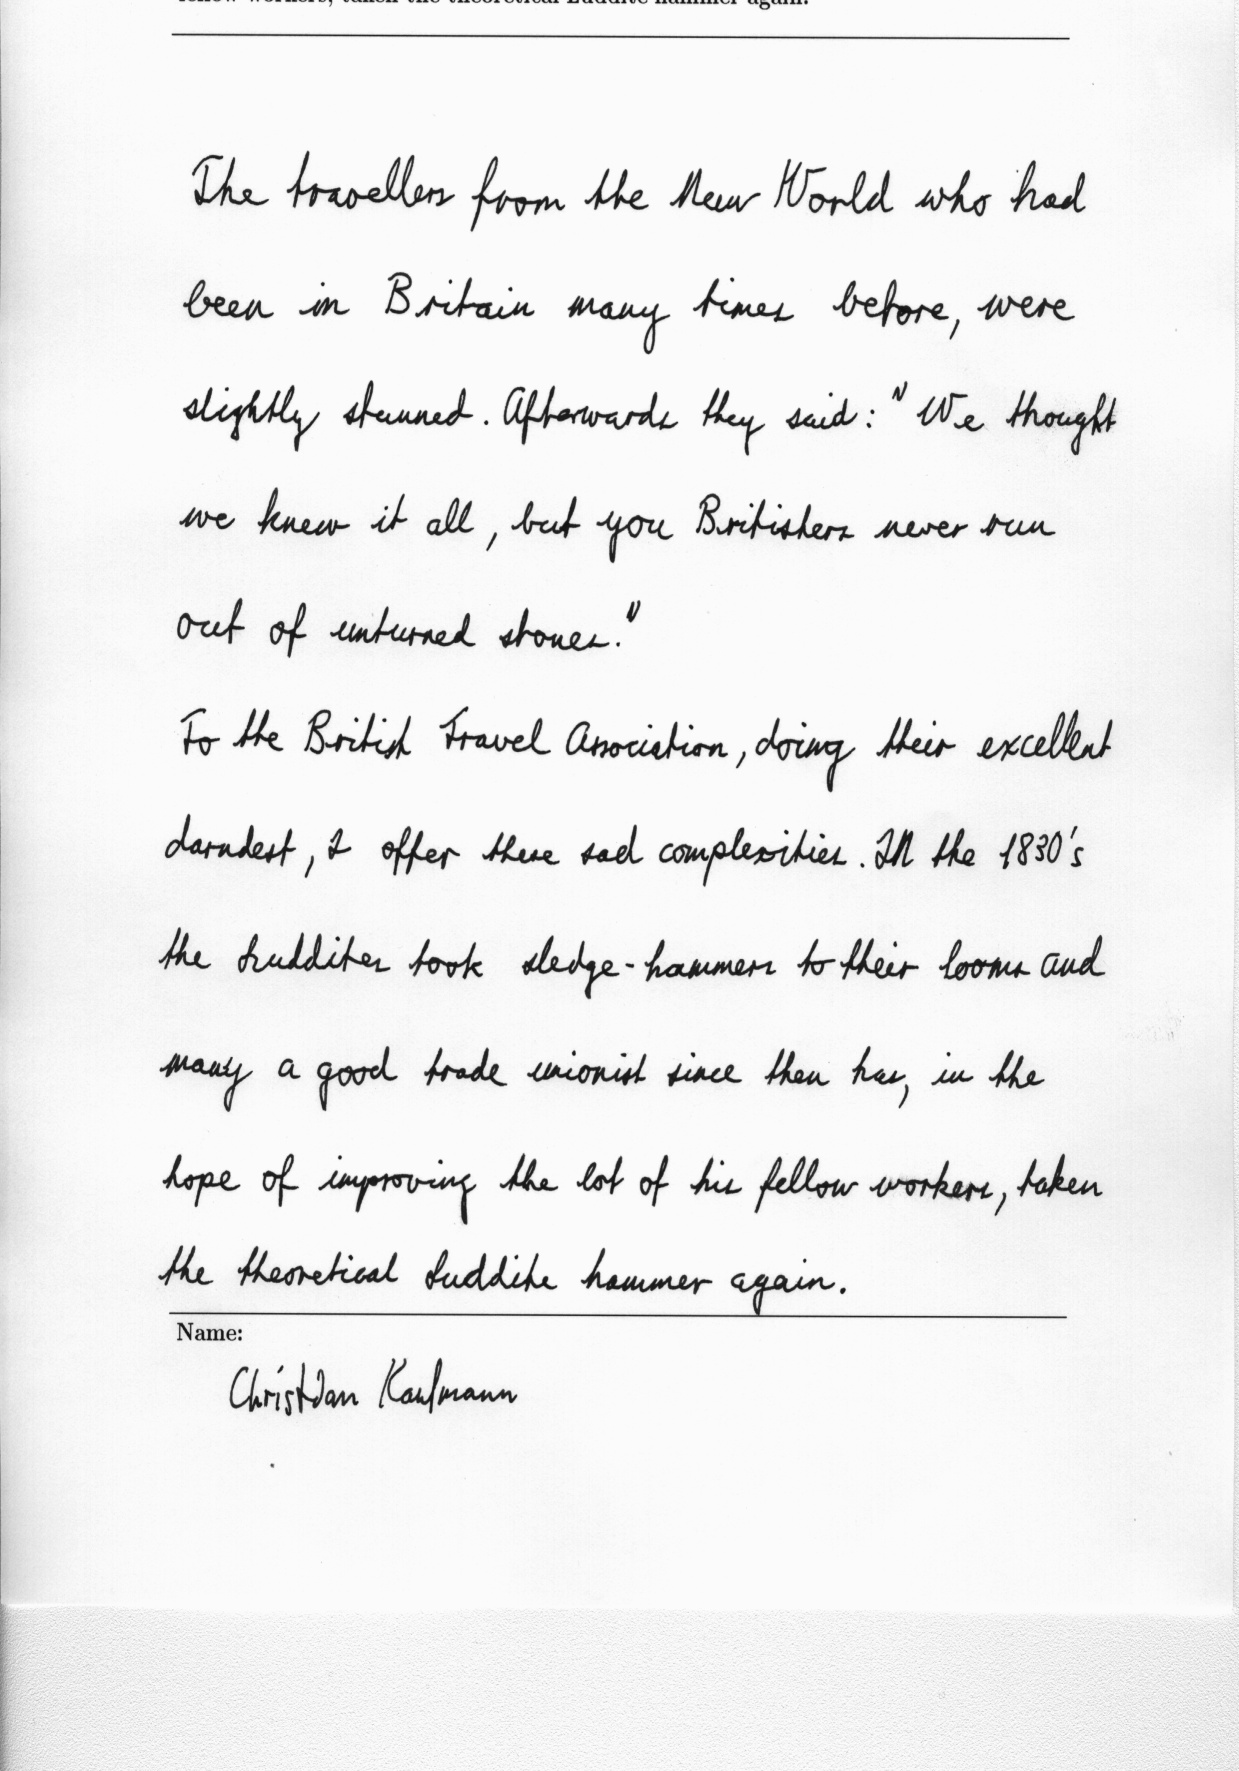 fellow workers, taken the theoretical Luddite hammer again.
The travellers from the New World who had
been in Britain many times before, were
slightly stunned. Afterwards they said: "We thought
we knew it all, but you Britishers never run
out of unturned stones."
To the British Travel Association, doing their excellent
darndest, I offer these sad complexities. IN the 1830's
the Luddites took sledge-hammers to their looms and
many a good trade unionist since then has, in the
hope of improving the lot of his fellow workers, taken
the theoretical Luddite hammer again.
Name:
Christian Kaufmann